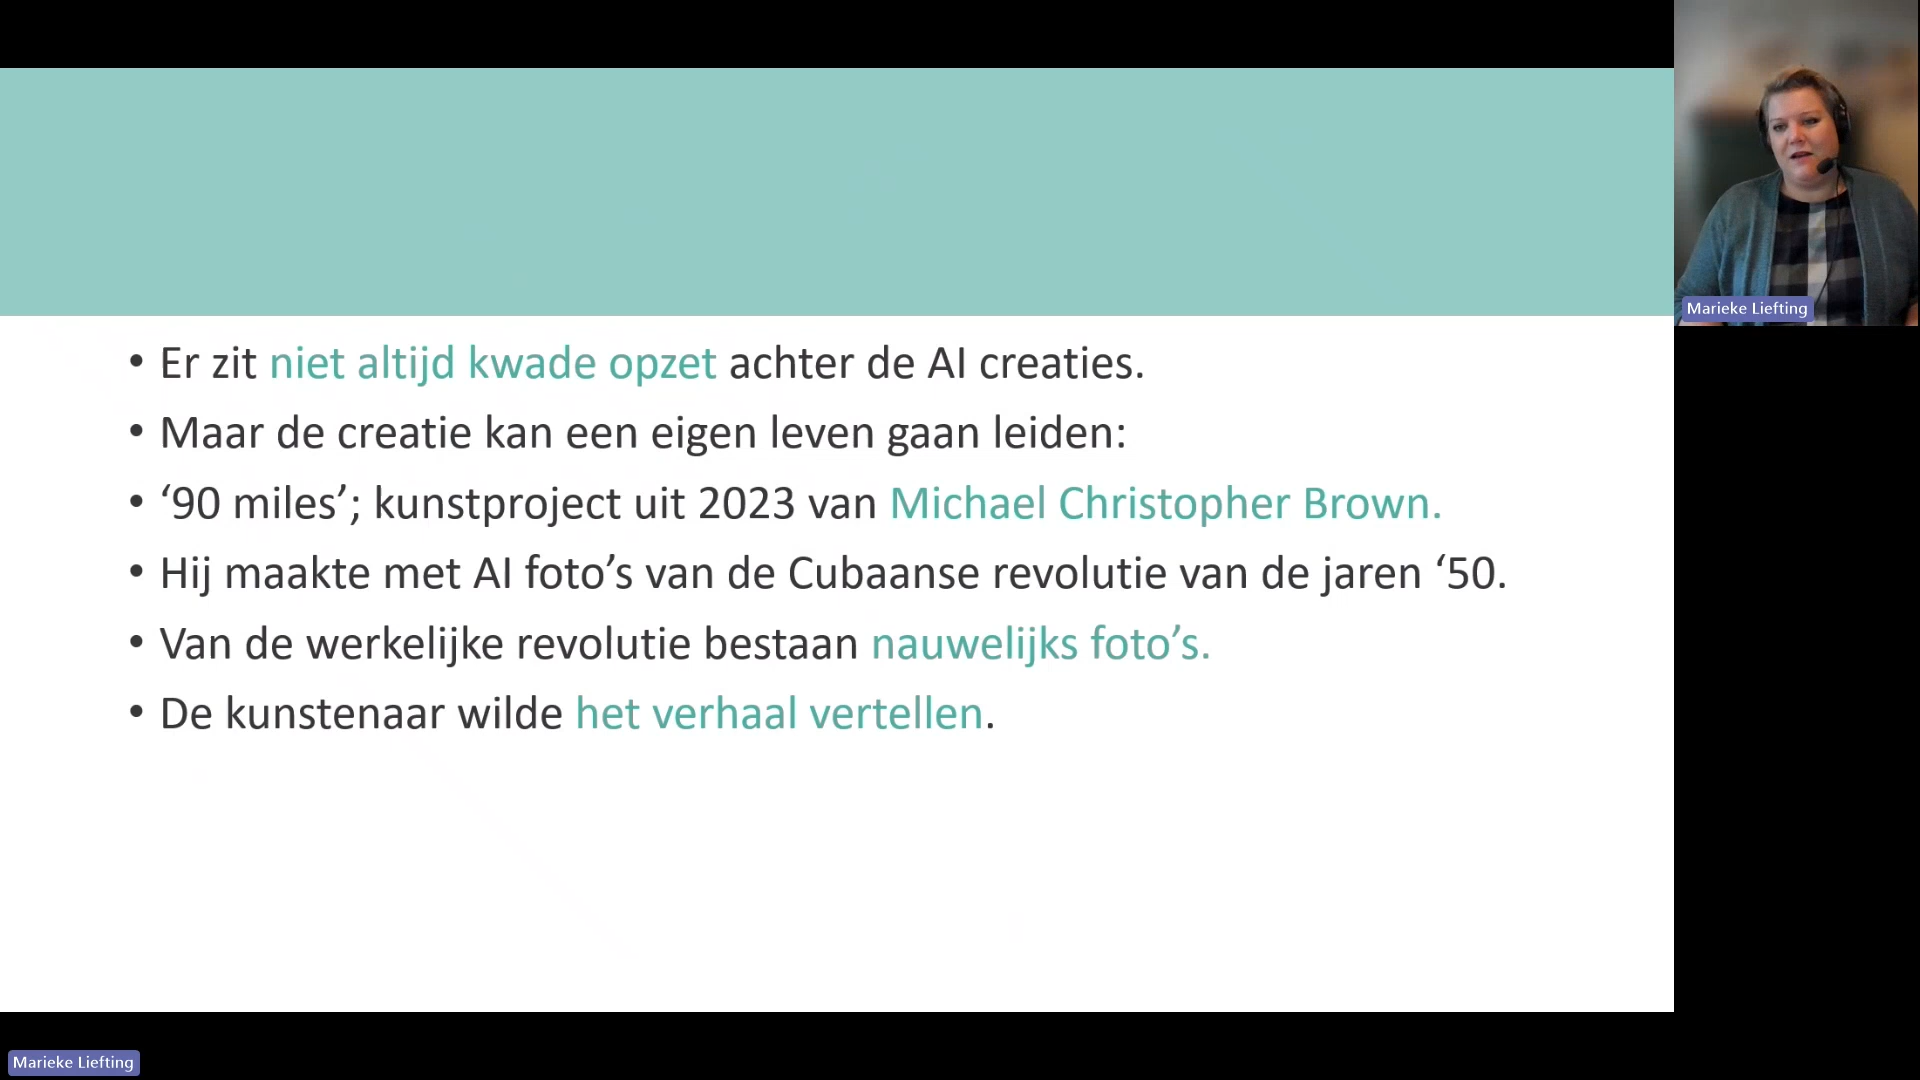 • Er zit niet altijd kwade opzet achter de AI creaties.
• Maar de creatie kan een eigen leven gaan leiden:
• ‘90 miles’; kunstproject uit 2023 van Michael Christopher Brown.
• Hij maakte met AI foto’s van de Cubaanse revolutie van de jaren ‘50.
• Van de werkelijke revolutie bestaan nauwelijks foto’s.
• De kunstenaar wilde het verhaal vertellen.
Marieke Liefting
Marieke Liefting